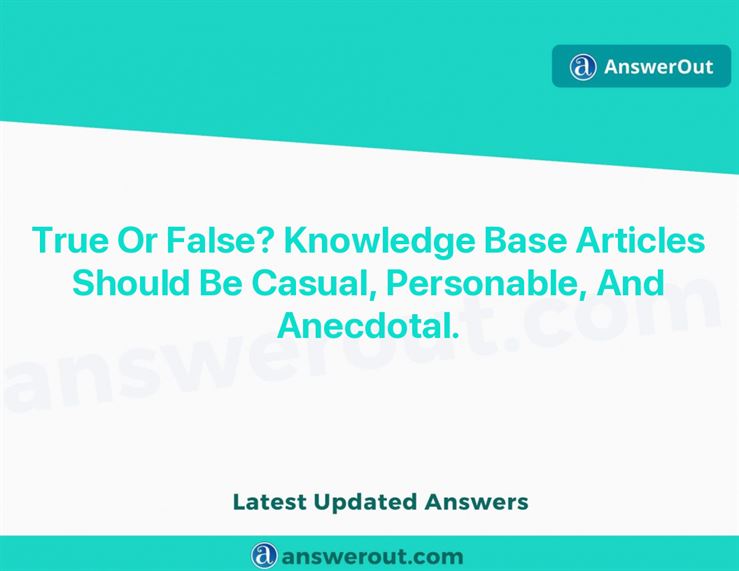 AnswerOut
True Or False? Knowledge Base Articles
Should Be Casual, Personable, And
Anecdotal.
answerout.com
Latest Updated Answers
answerout.com